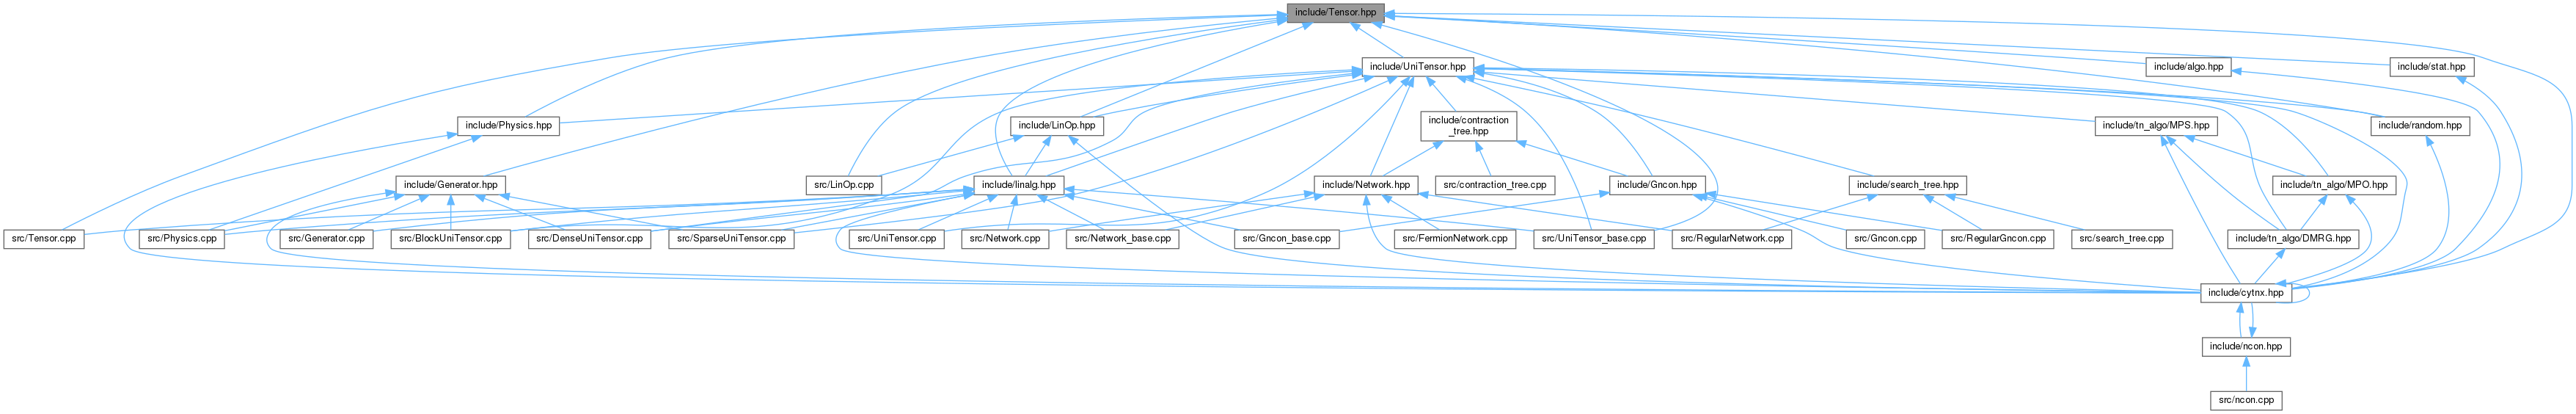 include/Tensor.hpp
include/UniTensor.hpp
include/algo.hpp
include/stat.hpp
include/Physics.hpp
include/LinOp.hpp
include/contraction
_tree.hpp
include/tn_algo/MPS.hpp
include/random.hpp
include/Generator.hpp
src/LinOp.cpp
include/linalg.hpp
include/Network.hpp
src/contraction_tree.cpp
include/Gncon.hpp
include/search_tree.hpp
include/tn_algo/MPO.hpp
src/Tensor.cpp
src/Physics.cpp
src/Generator.cpp
src/BlockUniTensor.cpp
src/DenseUniTensor.cpp
src/SparseUniTensor.cpp
src/UniTensor.cpp
src/Network.cpp
src/Network_base.cpp
src/Gncon_base.cpp
src/FermionNetwork.cpp
src/UniTensor_base.cpp
src/RegularNetwork.cpp
src/Gncon.cpp
src/RegularGncon.cpp
src/search_tree.cpp
include/tn_algo/DMRG.hpp
include/cytnx.hpp
include/ncon.hpp
src/ncon.cpp